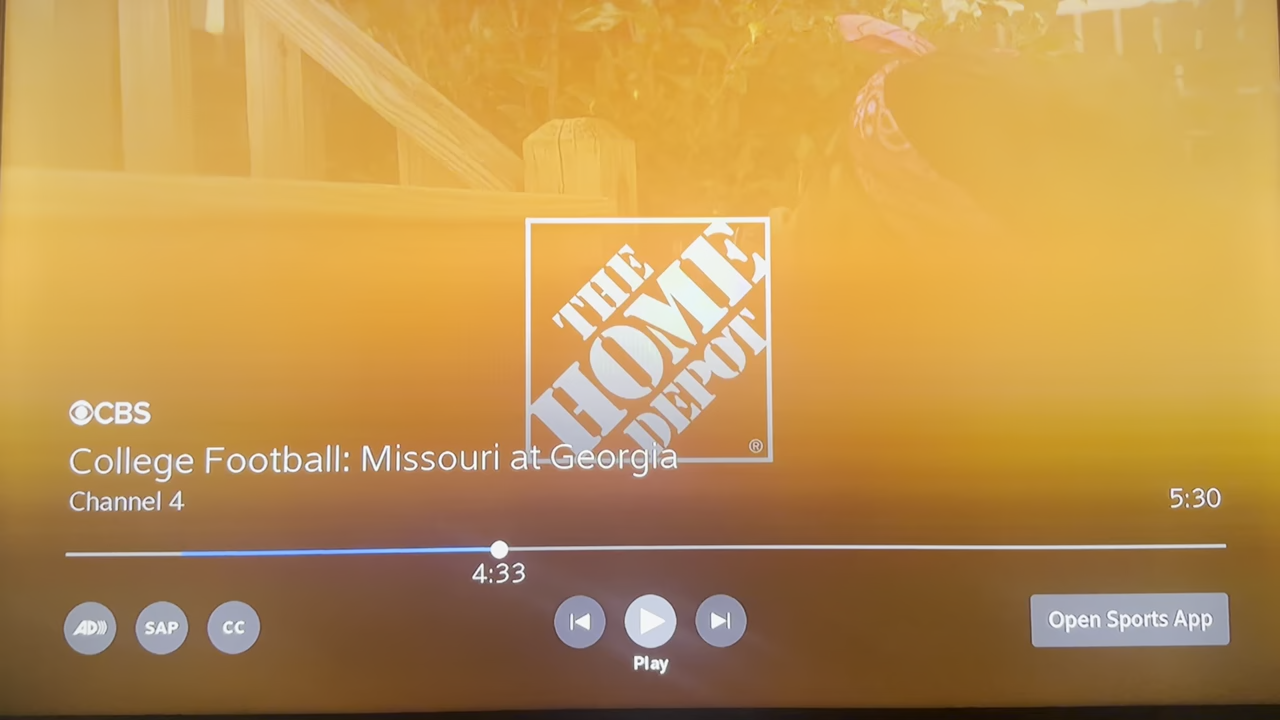 THE
HOME
DEPOT
®
CBS
College Football: Missouri at Georgia
Channel 4
5:30
4:33
AD
SAP
CC
Play
Open Sports App